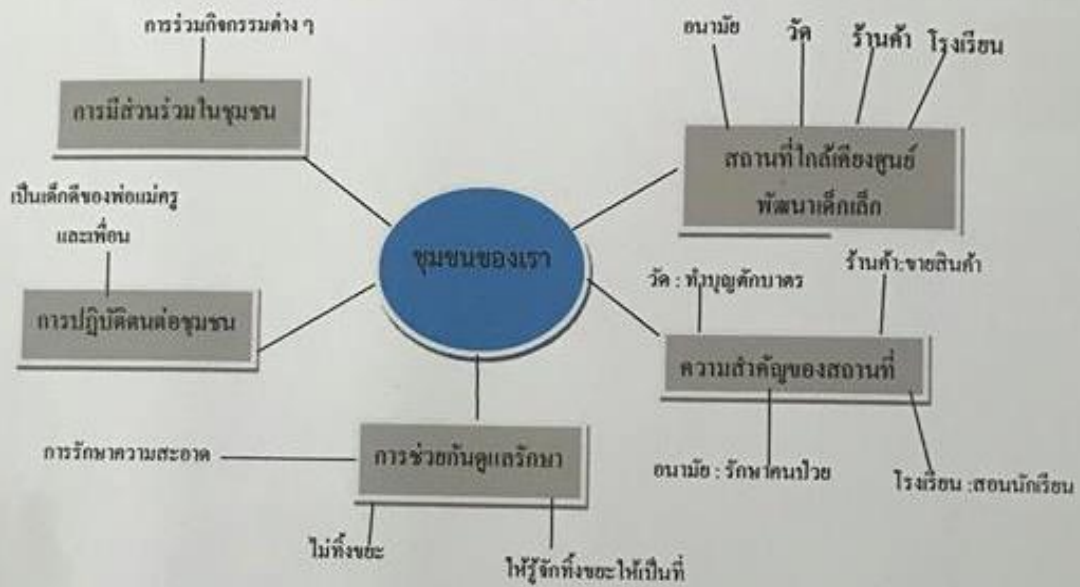 การร่วมกิจกรรมต่าง ๆ
การมีส่วนร่วมในชุมชน
อนามัย
วัด
ร้านค้า
โรงเรียน
สถานที่ใกล้เคียงศูนย์
พัฒนาเด็กเล็ก
เป็นเด็กดีของพ่อแม่ครู
และเพื่อน
การปฏิบัติตนต่อชุมชน
ชุมชนของเรา
วัด : ทำบุญตักบาตร
ร้านค้า:ขายสินค้า
ความสำคัญของสถานที่
อนามัย : รักษาคนป่วย
โรงเรียน :สอนนักเรียน
การรักษาความสะอาด
การช่วยกันดูแลรักษา
ไม่ทิ้งขยะ
ให้รู้จักทิ้งขยะให้เป็นที่